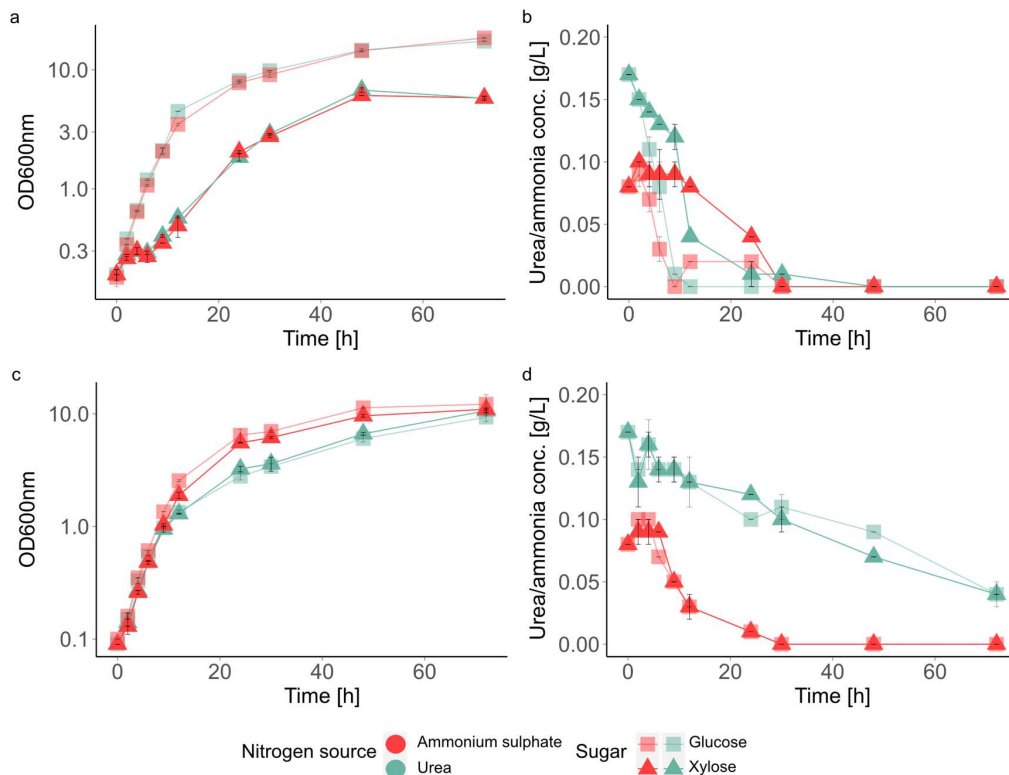 a
10.0
3.0
1.0
0.3
OD600nm
0
20
40
60
Time [h]
b
0.20
0.15
0.10
0.05
0.00
Urea/ammonia conc. [g/L]
0
20
40
60
Time [h]
c
10.0
1.0
0.1
OD600nm
0
20
40
60
Time [h]
d
0.20
0.15
0.10
0.05
0.00
Urea/ammonia conc. [g/L]
0
20
40
60
Time [h]
Nitrogen source
Ammonium sulphate
Urea
Sugar
Glucose
Xylose